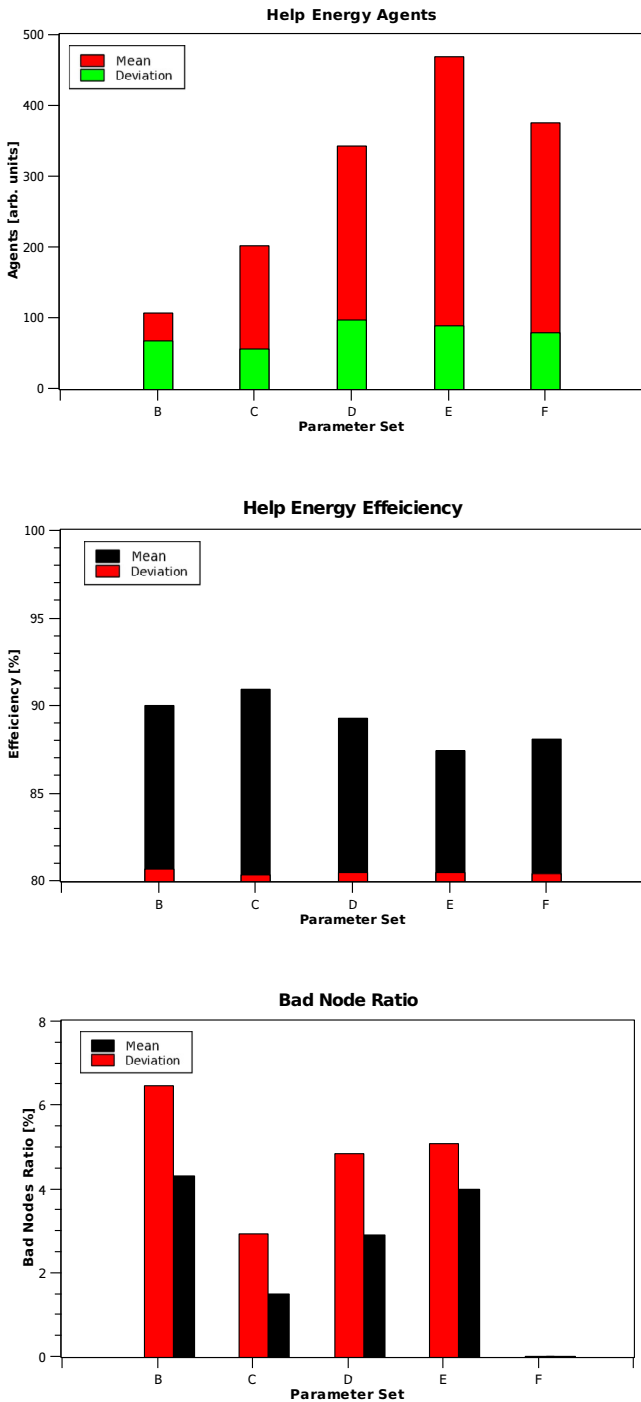 Help Energy Agents
500
400
300
200
100
0
Agents [arb. units]
Mean
Deviation
B C D E F
Parameter Set
Help Energy Effeiciency
100
95
90
85
80
Effeiciency [%]
Mean
Deviation
B C D E F
Parameter Set
Bad Node Ratio
8
6
4
2
0
Bad Nodes Ratio [%]
Mean
Deviation
B C D E F
Parameter Set